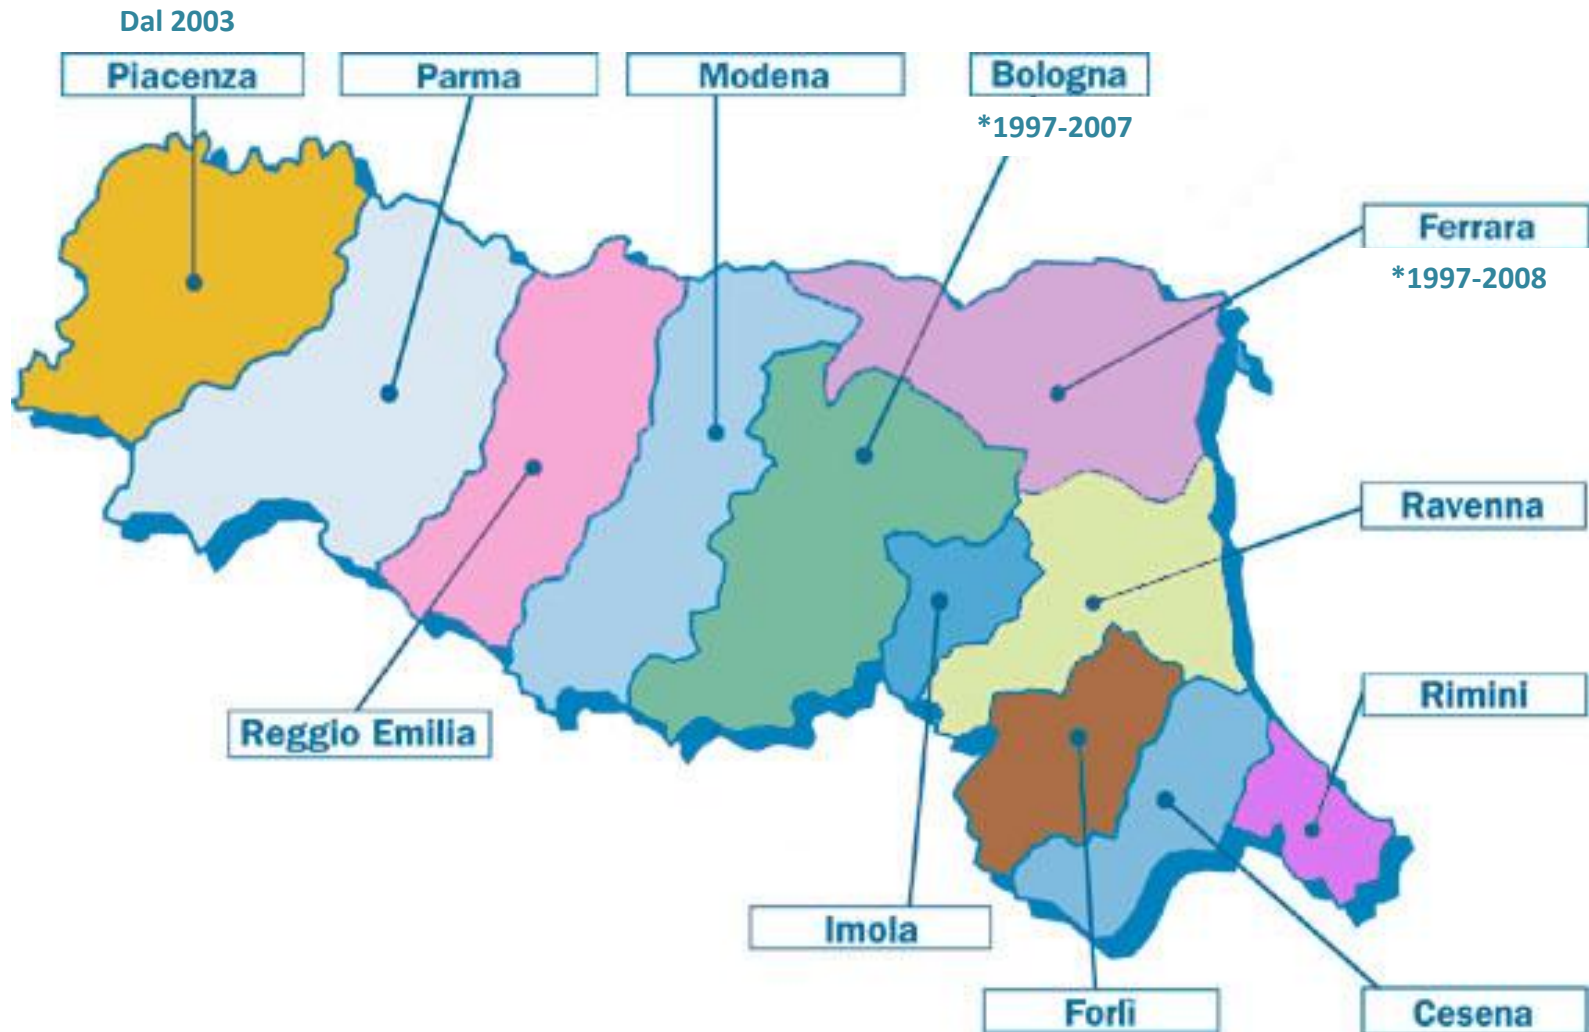 Dal 2003
Piacenza
Parma
Modena
Bologna
*1997-2007
Ferrara
*1997-2008
Ravenna
Rimini
Reggio Emilia
Imola
Forlì
Cesena